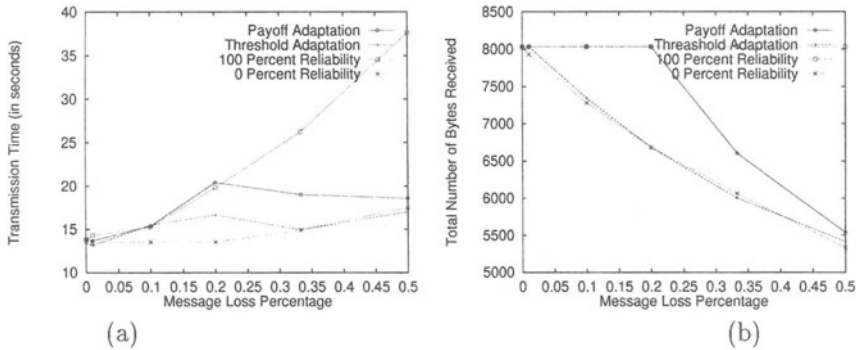 40
35
30
25
20
15
10
Transmission Time (in seconds)
Payoff Adaptation
Threshold Adaptation
100 Percent Reliability
0 Percent Reliability
0 0.05 0.1 0.15 0.2 0.25 0.3 0.35 0.4 0.45 0.5
Message Loss Percentage
(a)
8500
8000
7500
7000
6500
6000
5500
5000
Total Number of Bytes Received
Payoff Adaptation
Threshold Adaptation
100 Percent Reliability
0 Percent Reliability
0 0.05 0.1 0.15 0.2 0.25 0.3 0.35 0.4 0.45 0.5
Message Loss Percentage
(b)